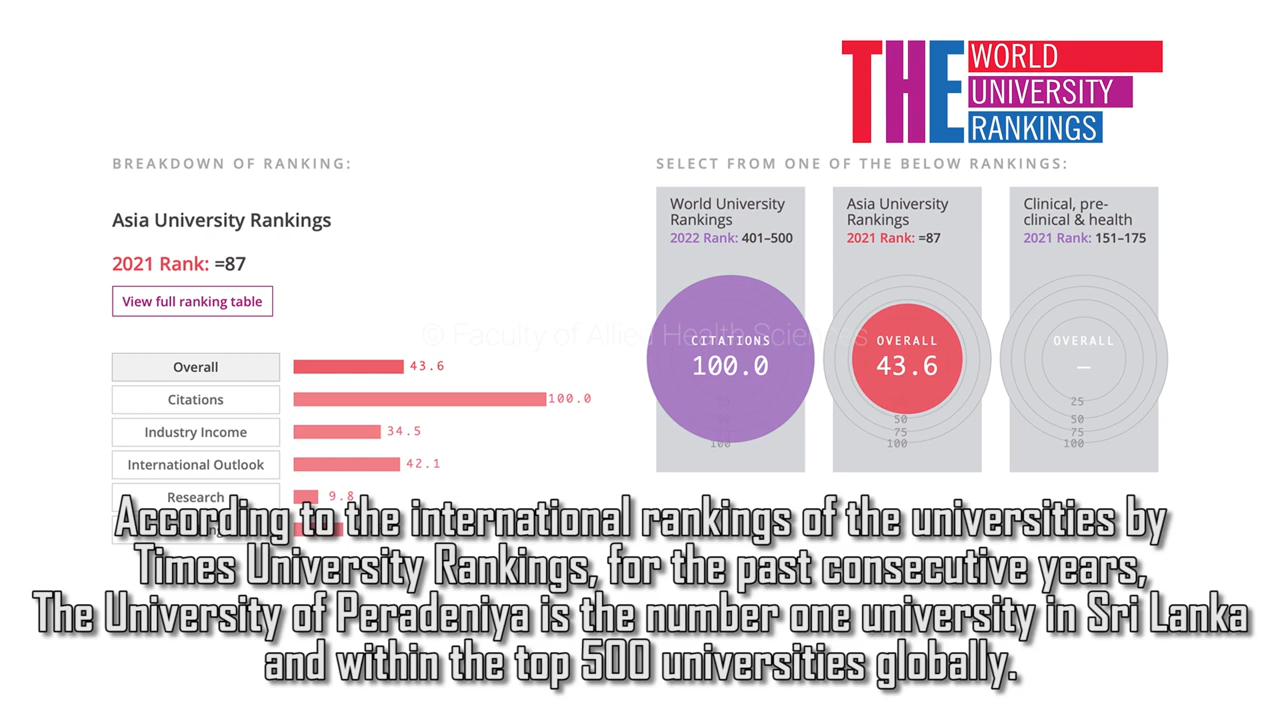 THE WORLD
UNIVERSITY
RANKINGS
BREAKDOWN OF RANKING:
Asia University Rankings
2021 Rank: =87
View full ranking table
Overall 43.6
Citations 100.0
Industry Income 34.5
International Outlook 42.1
Research 9.8
SELECT FROM ONE OF THE BELOW RANKINGS:
World University
Rankings
2022 Rank: 401–500
CITATIONS
100.0
100
Asia University
Rankings
2021 Rank: =87
OVERALL
43.6
50
75
100
Clinical, pre-
clinical & health
2021 Rank: 151–175
OVERALL
–
25
50
75
100
© Faculty of Allied Health Sciences
According to the international rankings of the universities by
Times University Rankings, for the past consecutive years,
The University of Peradeniya is the number one university in Sri Lanka
and within the top 500 universities globally.